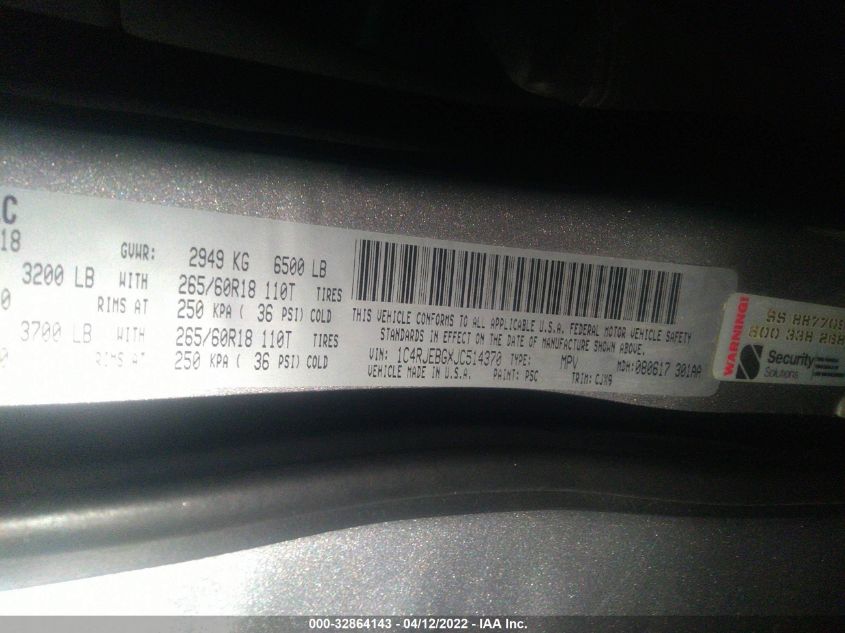 C
18
GVWR: 2949 KG 6500 LB
3200 LB WITH 265/60R18 110T TIRES
0 RIMS AT 250 KPA ( 36 PSI) COLD
3700 LB WITH 265/60R18 110T TIRES
RIMS AT 250 KPA ( 36 PSI) COLD
THIS VEHICLE CONFORMS TO ALL APPLICABLE U.S.A. FEDERAL MOTOR VEHICLE SAFETY
STANDARDS IN EFFECT ON THE DATE OF MANUFACTURE SHOWN ABOVE.
VIN: 1C4RJEBGXJC514370 TYPE: MPV MDH: 080617 301AA
VEHICLE MADE IN U.S.A. PAINT: PSC TRIM: CJX9
WARNING!
SS
800 338
Security
Solutions
000-32864143 - 04/12/2022 - IAA Inc.